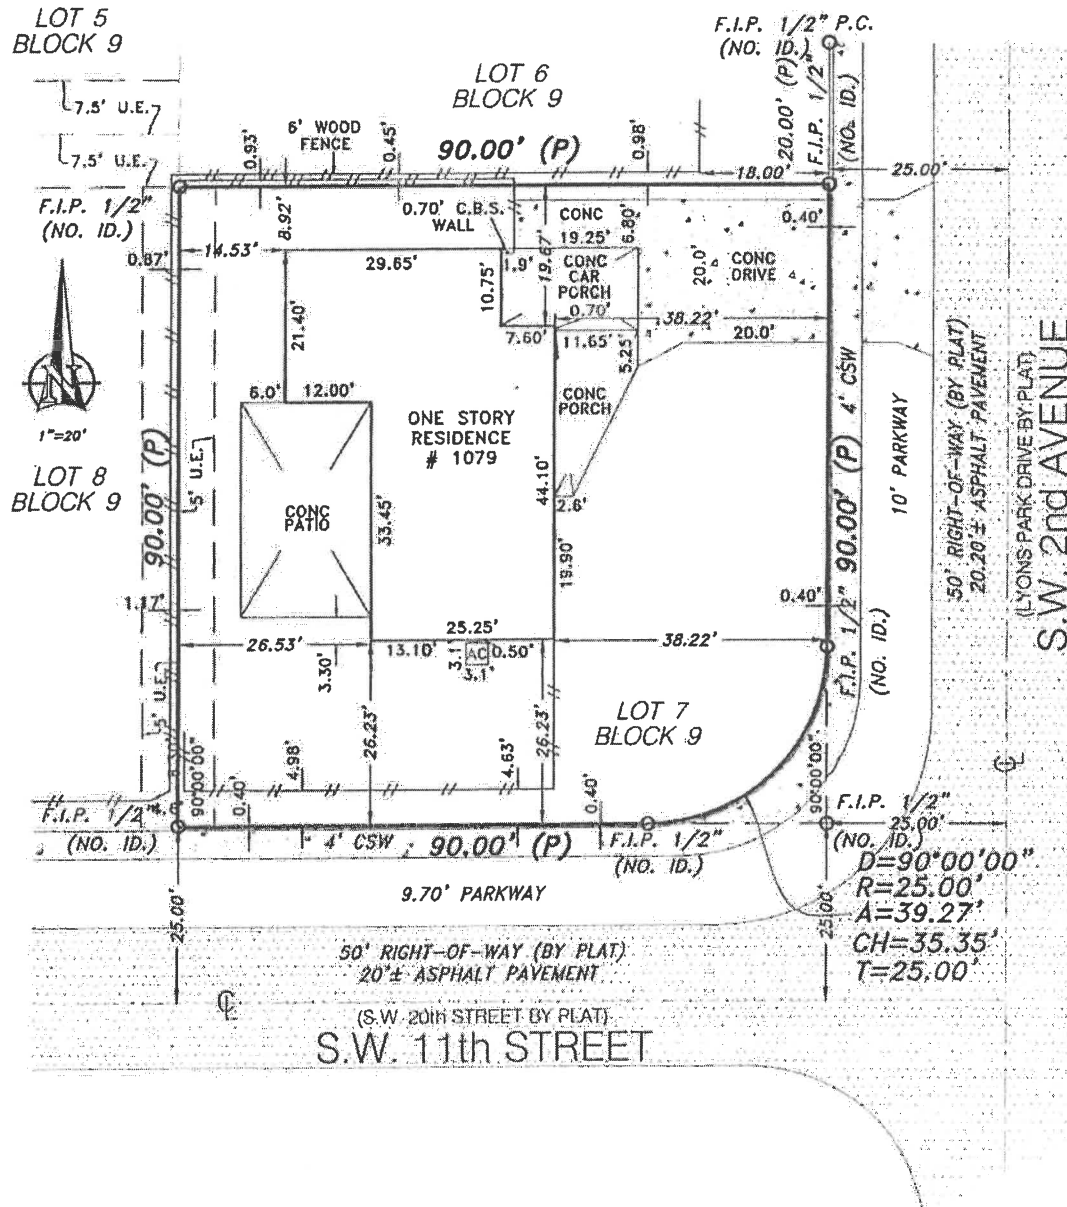 LOT 5
BLOCK 9
F.I.P. 1/2" P.C.
(NO. ID.)
LOT 6
BLOCK 9
20.00' (P)
F.I.P. 1/2"
(NO. ID.)
7.5' U.E.
7.5' U.E.
0.93'
6' WOOD
FENCE
0.45'
90.00' (P)
0.98'
18.00'
25.00'
F.I.P. 1/2"
(NO. ID.)
8.92'
0.70' C.B.S.
WALL
CONC
19.25'
6.80'
0.40'
14.53'
0.87'
29.65'
1.9'
19.67'
CONC
CAR
PORCH
20.0'
CONC
DRIVE
10.75'
21.40'
0.70'
38.22'
7.60'
11.65'
5.25'
20.0'
N
1"=20'
6.0'
12.00'
ONE STORY
RESIDENCE
# 1079
CONC
PORCH
4' CSW
10' PARKWAY
50' RIGHT-OF-WAY (BY PLAT)
20.20'± ASPHALT PAVEMENT
(LYONS PARK DRIVE BY PLAT)
S.W. 2nd AVENUE
LOT 8
BLOCK 9
90.00' (P)
5' U.E.
CONC
PATIO
33.45'
44.10'
2.6'
90.00' (P)
19.90'
1.17'
0.40'
F.I.P. 1/2"
(NO. ID.)
25.25'
26.53'
13.10'
3.1'
AC
0.50'
3.1'
38.22'
3.30'
5' U.E.
26.23'
26.23'
LOT 7
BLOCK 9
4.98'
4.63'
90°00'00"
0.40'
0.40'
90°00'00"
F.I.P. 1/2"
(NO. ID.)
4' CSW
90.00' (P)
F.I.P. 1/2"
(NO. ID.)
F.I.P. 1/2"
(NO. ID.)
25.00'
D=90°00'00"
R=25.00'
A=39.27'
CH=35.35'
T=25.00'
9.70' PARKWAY
25.00'
25.00'
50' RIGHT-OF-WAY (BY PLAT)
20'± ASPHALT PAVEMENT
(S.W. 20th STREET BY PLAT)
S.W. 11th STREET